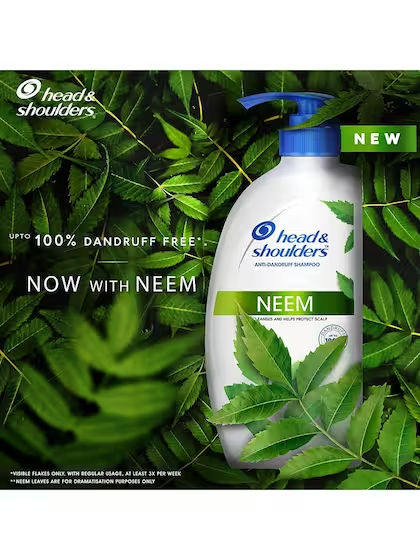 head &
shoulders
NEW
UPTO 100% DANDRUFF FREE*.
NOW WITH NEEM
head &
shoulders™
ANTI-DANDRUFF SHAMPOO
NEEM
CLEANSES AND HELPS PROTECT SCALP
*VISIBLE FLAKES ONLY, WITH REGULAR USAGE, AT LEAST 3X PER WEEK
**NEEM LEAVES ARE FOR DRAMATISATION PURPOSES ONLY